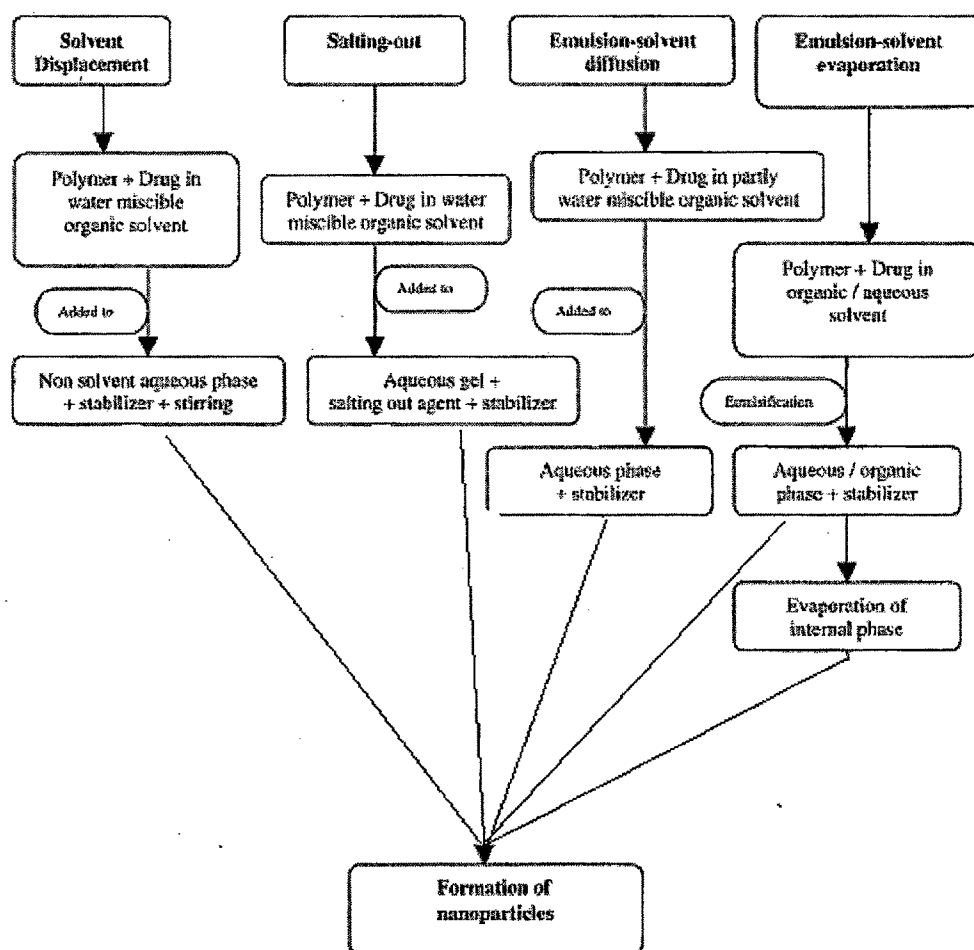 Solvent
Displacement
Salting-out
Emulsion-solvent
diffusion
Emulsion-solvent
evaporation
Polymer + Drug in
water miscible
organic solvent
Polymer + Drug in water
miscible organic solvent
Polymer + Drug in partly
water miscible organic solvent
Polymer + Drug in
organic / aqueous
solvent
Added to
Added to
Added to
Emulsification
Non solvent aqueous phase
+ stabilizer + stirring
Aqueous gel +
salting out agent + stabilizer
Aqueous phase
+ stabilizer
Aqueous / organic
phase + stabilizer
Evaporation of
internal phase
Formation of
nanoparticles